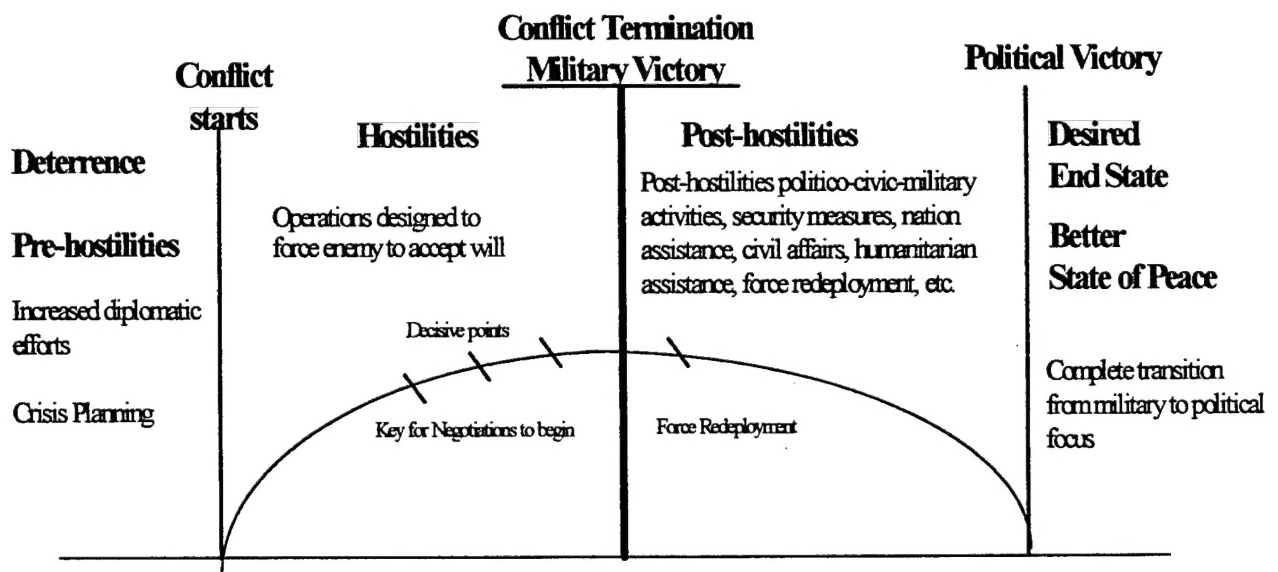 Conflict
starts
Conflict Termination
Military Victory
Political Victory
Deterrence
Pre-hostilities
Increased diplomatic
efforts
Crisis Planning
Hostilities
Operations designed to
force enemy to accept will
Decisive points
Key for Negotiations to begin
Post-hostilities
Post-hostilities politico-civic-military
activities, security measures, nation
assistance, civil affairs, humanitarian
assistance, force redeployment, etc.
Force Redeployment
Desired
End State
Better
State of Peace
Complete transition
from military to political
focus